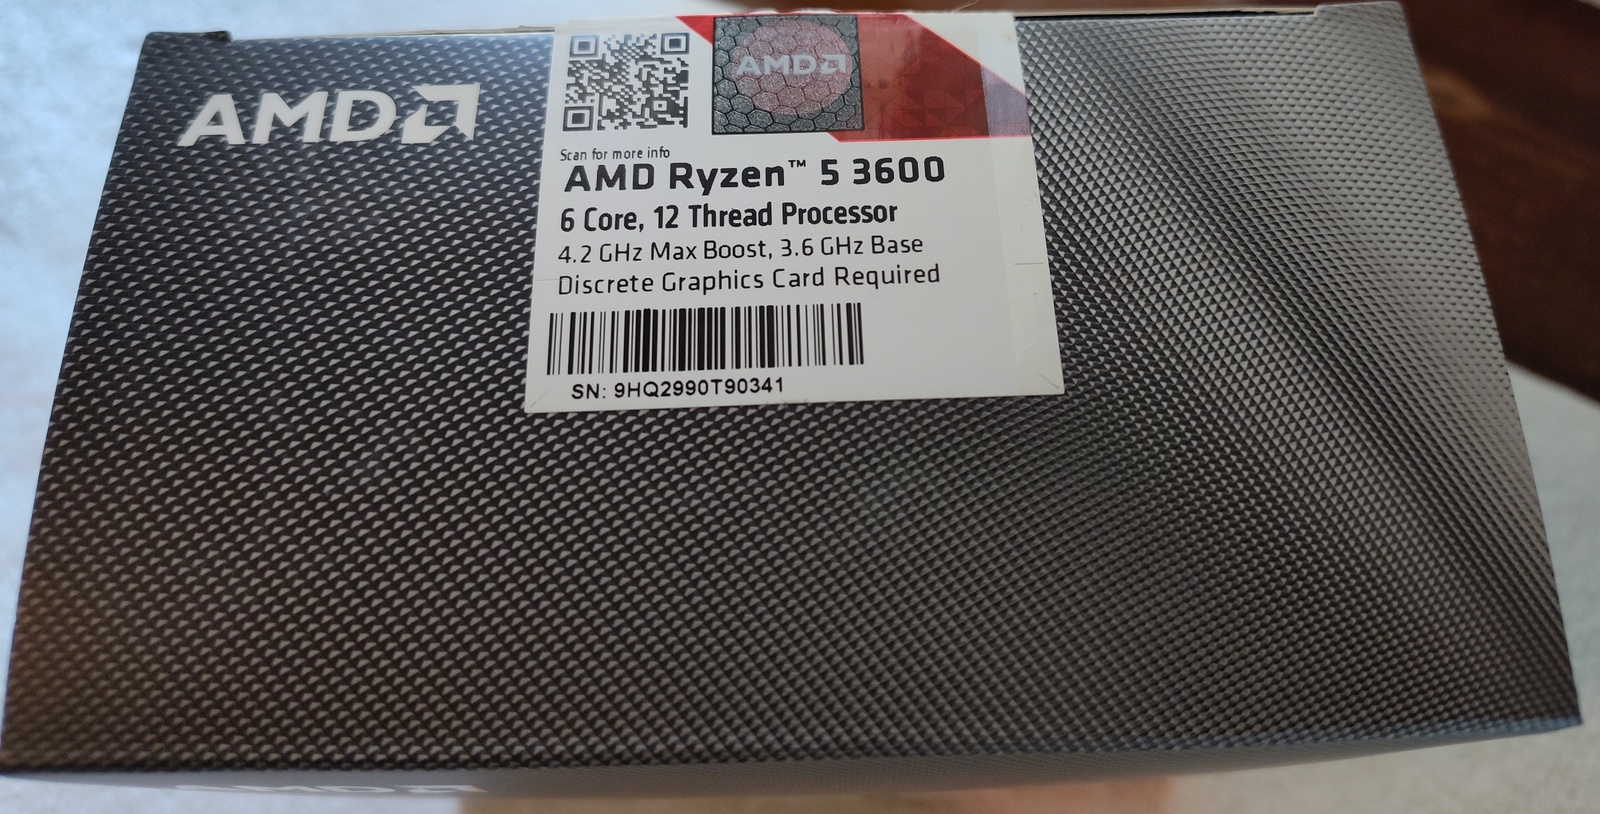 AMD
AMD
Scan for more info
AMD Ryzen™ 5 3600
6 Core, 12 Thread Processor
4.2 GHz Max Boost, 3.6 GHz Base
Discrete Graphics Card Required
SN: 9HQ2990T90341
AMD